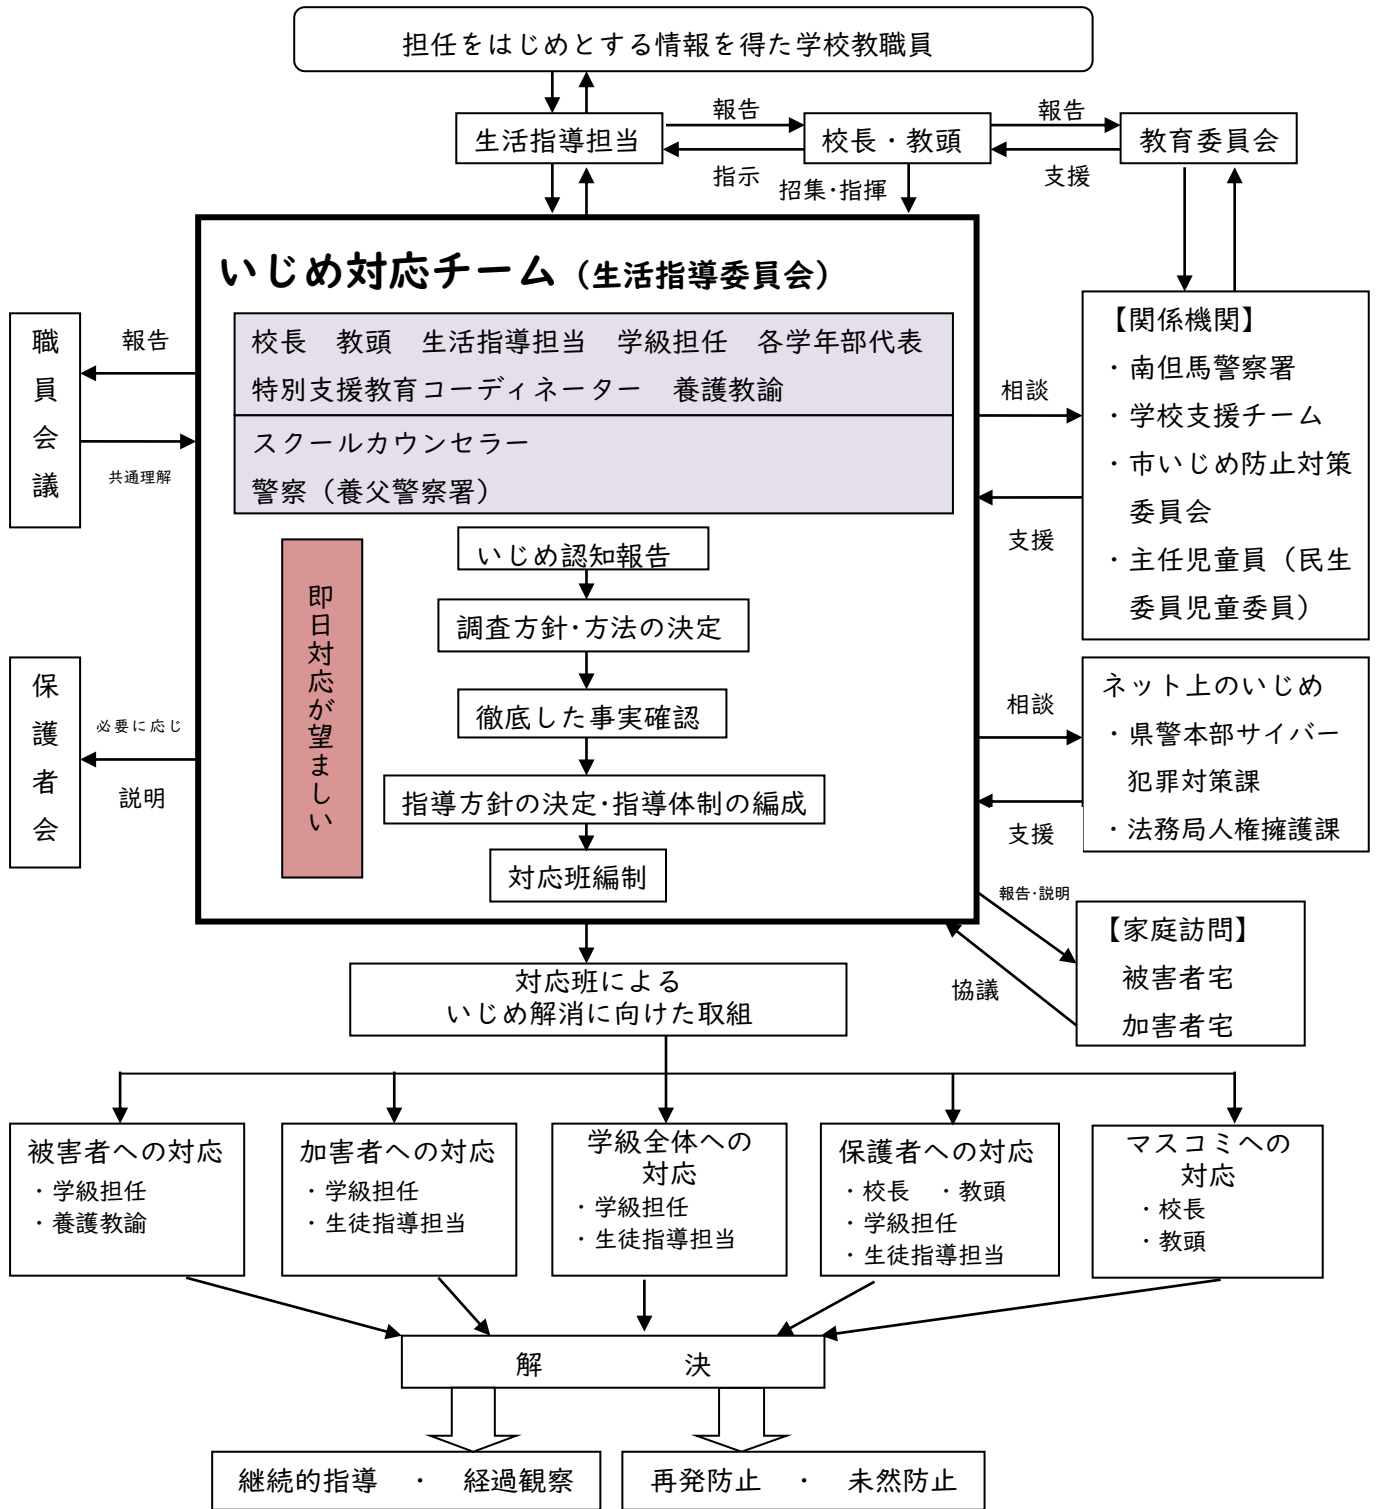 担任をはじめとする情報を得た学校教職員
生活指導担当
報告
指示
校長・教頭
報告
支援
教育委員会
招集・指揮
いじめ対応チーム(生活指導委員会)
校長 教頭 生活指導担当 学級担任 各学年部代表
特別支援教育コーディネーター 養護教諭
スクールカウンセラー
警察(養父警察署)
職員会議
報告
共通理解
保護者会
必要に応じ
説明
即日対応が望ましい
いじめ認知報告
調査方針・方法の決定
徹底した事実確認
指導方針の決定・指導体制の編成
対応班編制
相談
支援
【関係機関】
・南但馬警察署
・学校支援チーム
・市いじめ防止対策
委員会
・主任児童員(民生
委員児童委員)
相談
支援
ネット上のいじめ
・県警本部サイバー
犯罪対策課
・法務局人権擁護課
報告・説明
協議
【家庭訪問】
被害者宅
加害者宅
対応班による
いじめ解消に向けた取組
被害者への対応
・学級担任
・養護教諭
加害者への対応
・学級担任
・生徒指導担当
学級全体への
対応
・学級担任
・生徒指導担当
保護者への対応
・校長 ・教頭
・学級担任
・生徒指導担当
マスコミへの
対応
・校長
・教頭
解 決
継続的指導 ・ 経過観察
再発防止 ・ 未然防止